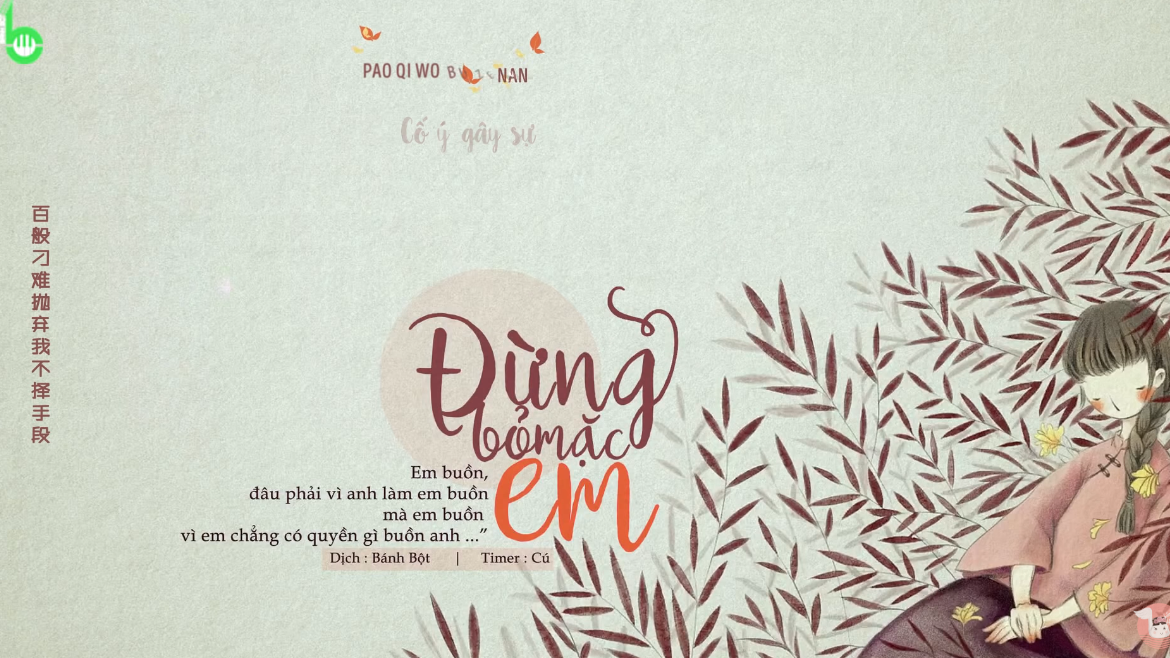 PAO QI WO NAN
Cố ý gây sự
百般刁难抛弃我不择手段
Đừng
bỏ mặc
em
Em buồn,
đâu phải vì anh làm em buồn
mà em buồn
vì em chẳng có quyền gì buồn anh ..."
Dịch : Bánh Bột | Timer : Cú